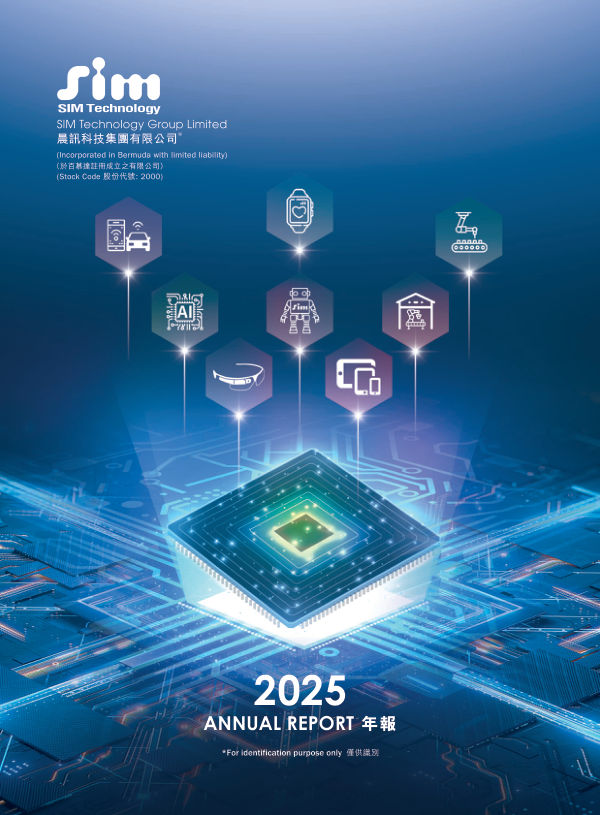 Sim
SIM Technology
SIM Technology Group Limited
晨訊科技集團有限公司*
(Incorporated in Bermuda with limited liability)
(於百慕達註冊成立之有限公司)
(Stock Code 股份代號: 2000)
AI
Sim
2025
ANNUAL REPORT 年報
*For identification purpose only 僅供識別